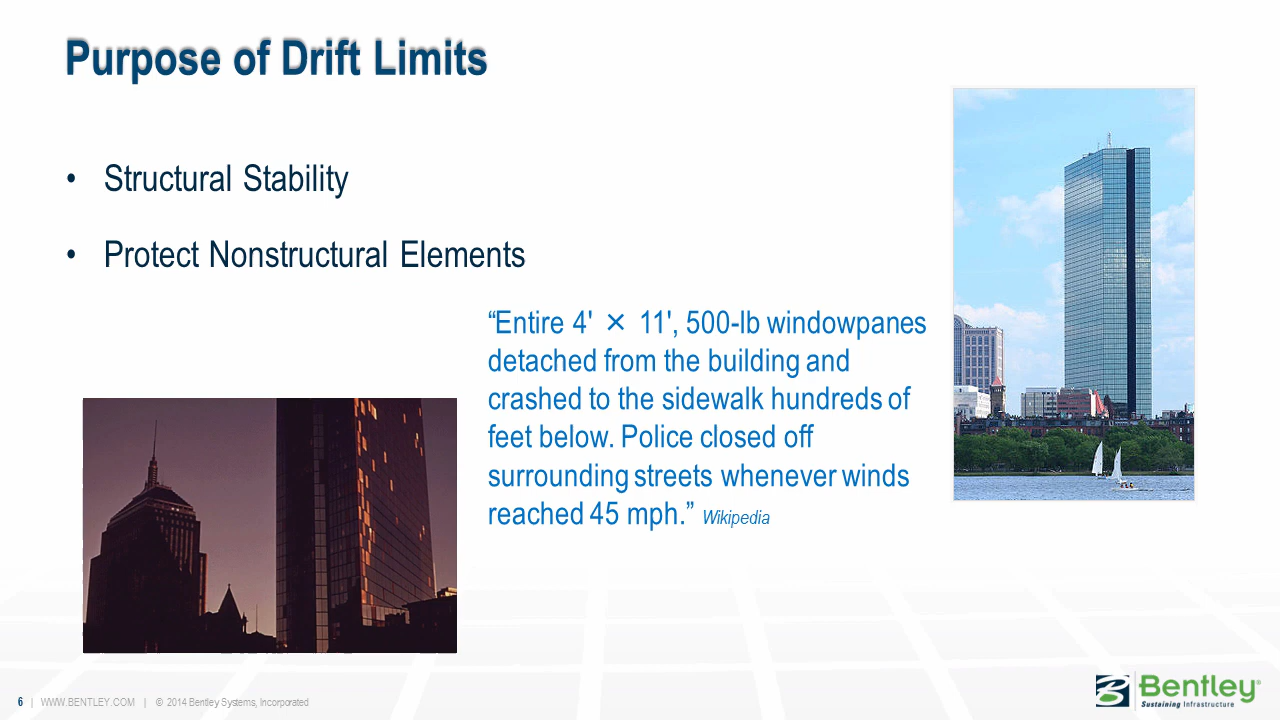 Purpose of Drift Limits
• Structural Stability
• Protect Nonstructural Elements
“Entire 4' × 11', 500-lb windowpanes
detached from the building and
crashed to the sidewalk hundreds of
feet below. Police closed off
surrounding streets whenever winds
reached 45 mph.” Wikipedia
6 | WWW.BENTLEY.COM | © 2014 Bentley Systems, Incorporated
Bentley®
Sustaining Infrastructure